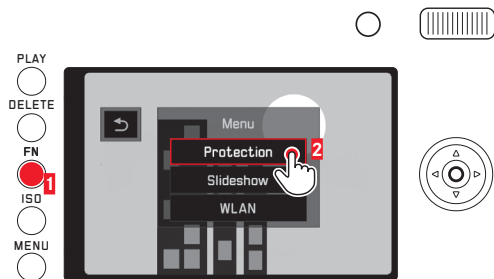 PLAY
DELETE
FN
1
ISO
MENU
Menu
Protection
2
Slideshow
WLAN